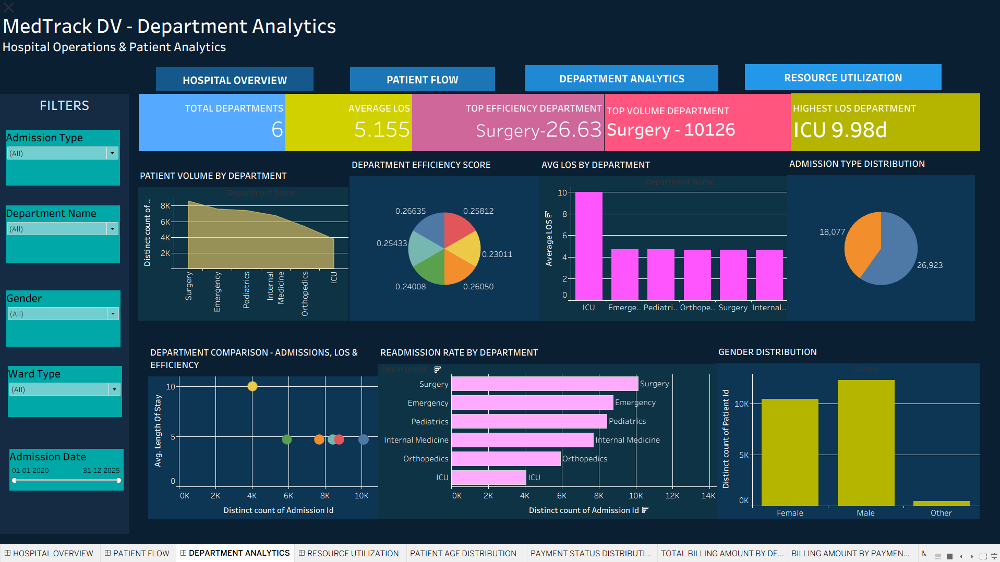 MedTrack DV - Department Analytics
Hospital Operations & Patient Analytics
HOSPITAL OVERVIEW
PATIENT FLOW
DEPARTMENT ANALYTICS
RESOURCE UTILIZATION
FILTERS
Admission Type
(All)
Department Name
(All)
Gender
(All)
Ward Type
(All)
Admission Date
01-01-2020 31-12-2025
TOTAL DEPARTMENTS
6
AVERAGE LOS
5.155
TOP EFFICIENCY DEPARTMENT
Surgery-26.63
TOP VOLUME DEPARTMENT
Surgery - 10126
HIGHEST LOS DEPARTMENT
ICU 9.98d
PATIENT VOLUME BY DEPARTMENT
Department Name
Distinct count of ..
8K
6K
4K
2K
Surgery
Emergency
Pediatrics
Internal
Medicine
Orthopedics
ICU
DEPARTMENT EFFICIENCY SCORE
0.26635
0.25812
0.25433
0.23011
0.24008
0.26050
AVG LOS BY DEPARTMENT
Department Name
Average LOS
10
8
6
4
2
0
ICU
Emerge..
Pediatri..
Orthope..
Surgery
Internal..
ADMISSION TYPE DISTRIBUTION
18,077
26,923
DEPARTMENT COMPARISON - ADMISSIONS, LOS &
EFFICIENCY
Avg. Length Of Stay
10
5
0
0K 2K 4K 6K 8K 10K
Distinct count of Admission Id
READMISSION RATE BY DEPARTMENT
Department ..
Surgery Surgery
Emergency Emergency
Pediatrics Pediatrics
Internal Medicine Internal Medicine
Orthopedics Orthopedics
ICU ICU
0K 2K 4K 6K 8K 10K 12K 14K
Distinct count of Admission Id
GENDER DISTRIBUTION
Gender
Distinct count of Patient Id
10K
5K
0K
Female
Male
Other
HOSPITAL OVERVIEW
PATIENT FLOW
DEPARTMENT ANALYTICS
RESOURCE UTILIZATION
PATIENT AGE DISTRIBUTION
PAYMENT STATUS DISTRIBUTI...
TOTAL BILLING AMOUNT BY DE...
BILLING AMOUNT BY PAYMEN...